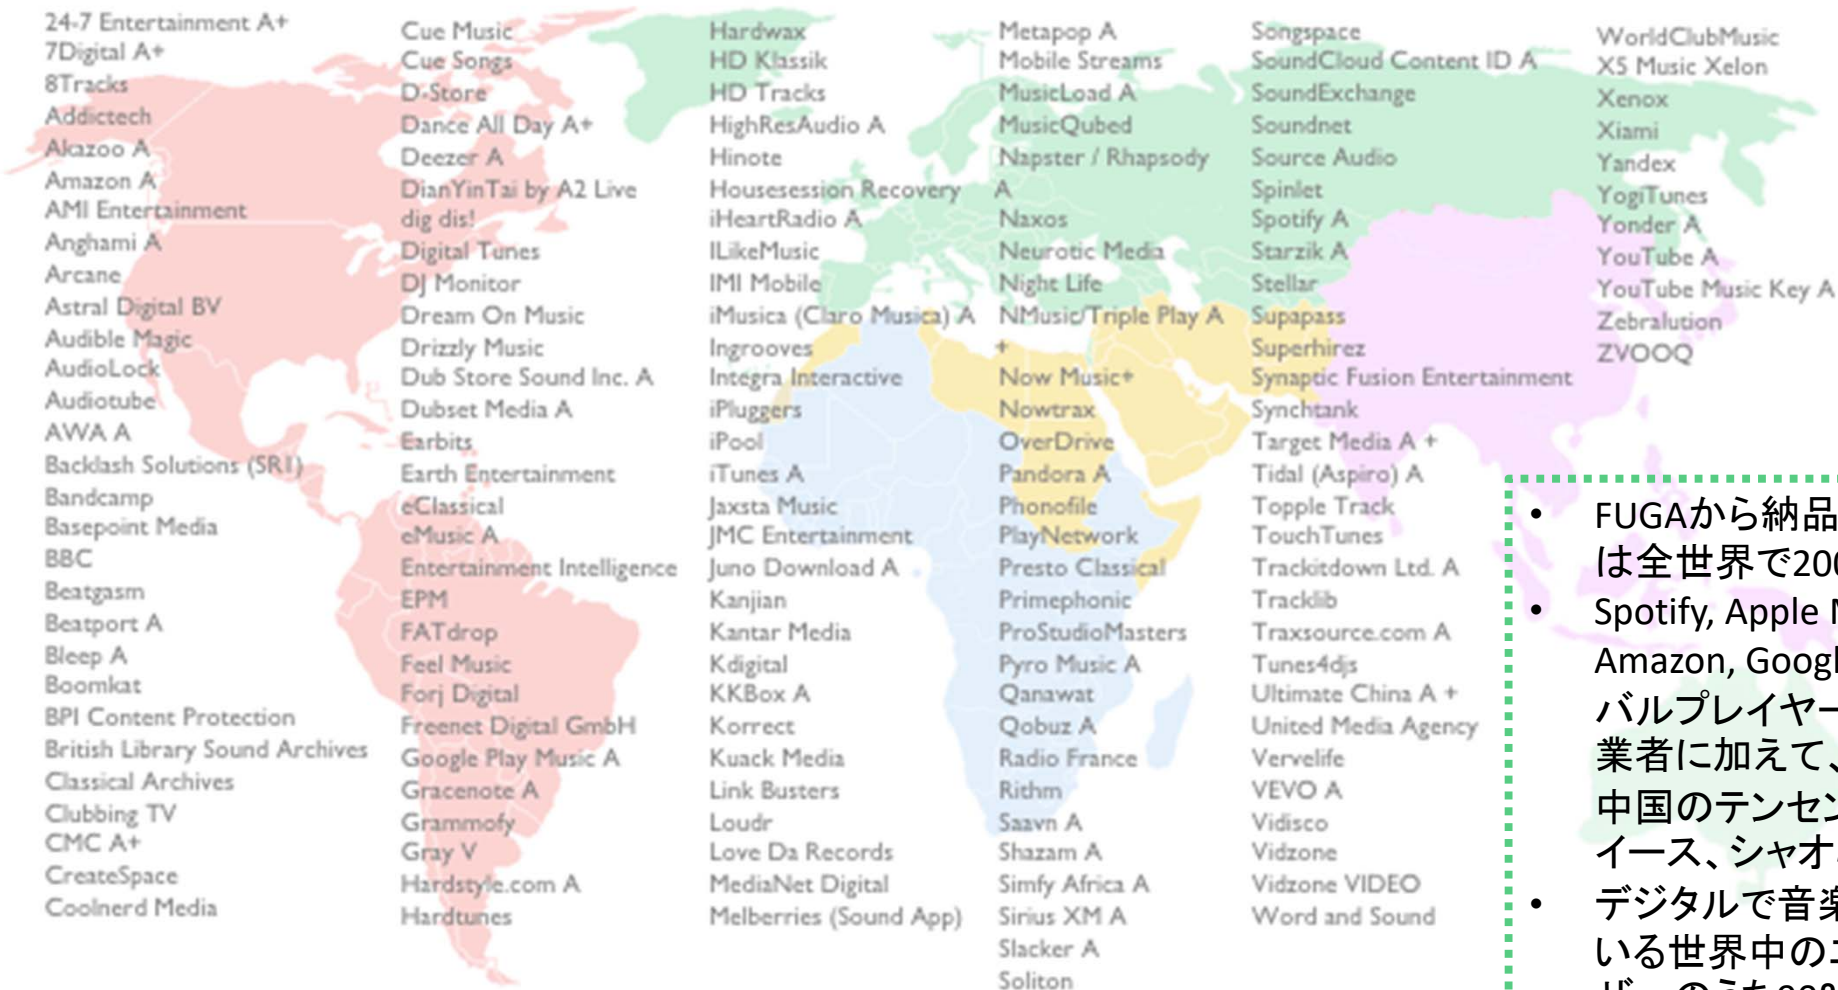 24-7 Entertainment A+
7Digital A+
8Tracks
Addictech
Akazoo A
Amazon A
AMI Entertainment
Anghami A
Arcane
Astral Digital BV
Audible Magic
AudioLock
Audiotube
AWA A
Backlash Solutions (SR1)
Bandcamp
Basepoint Media
BBC
Beatgasm
Beatport A
Bleep A
Boomkat
BPI Content Protection
British Library Sound Archives
Classical Archives
Clubbing TV
CMC A+
CreateSpace
Coolnerd Media
Cue Music
Cue Songs
D-Store
Dance All Day A+
Deezer A
DianYinTai by A2 Live
dig dis!
Digital Tunes
DJ Monitor
Dream On Music
Drizzly Music
Dub Store Sound Inc. A
Dubset Media A
Earbits
Earth Entertainment
eClassical
eMusic A
Entertainment Intelligence
EPM
FATdrop
Feel Music
Forj Digital
Freenet Digital GmbH
Google Play Music A
Gracenote A
Grammofy
Gray V
Hardstyle.com A
Hardtunes
Hardwax
HD Klassik
HD Tracks
HighResAudio A
Hinote
Housesession Recovery
iHeartRadio A
ILikeMusic
IMI Mobile
iMusica (Claro Musica) A
Ingrooves
Integra Interactive
iPluggers
iPool
iTunes A
Jaxsta Music
JMC Entertainment
Juno Download A
Kanjian
Kantar Media
Kdigital
KKBox A
Korrect
Kuack Media
Link Busters
Loudr
Love Da Records
MediaNet Digital
Melberries (Sound App)
Metapop A
Mobile Streams
MusicLoad A
MusicQubed
Napster / Rhapsody
A
Naxos
Neurotic Media
Night Life
NMusic/Triple Play A
+
Now Music+
Nowtrax
OverDrive
Pandora A
Phonofile
PlayNetwork
Presto Classical
Primephonic
ProStudioMasters
Pyro Music A
Qanawat
Qobuz A
Radio France
Rithm
Saavn A
Shazam A
Simfy Africa A
Sirius XM A
Slacker A
Soliton
Songspace
SoundCloud Content ID A
SoundExchange
Soundnet
Source Audio
Spinlet
Spotify A
Starzik A
Stellar
Supapass
Superhirez
Synaptic Fusion Entertainment
Synchtank
Target Media A +
Tidal (Aspiro) A
Topple Track
TouchTunes
Trackitdown Ltd. A
Tracklib
Traxsource.com A
Tunes4djs
Ultimate China A +
United Media Agency
Vervelife
VEVO A
Vidisco
Vidzone
Vidzone VIDEO
Word and Sound
WorldClubMusic
X5 Music Xelon
Xenox
Xiami
Yandex
YogiTunes
Yonder A
YouTube A
YouTube Music Key A
Zebralution
ZVOOQ
• FUGAから納品
は全世界で200
• Spotify, Apple
Amazon, Googl
バルプレイヤー
業者に加えて、
中国のテンセン
イース、シャオ
• デジタルで音楽
いる世界中の
ザーのうち99%